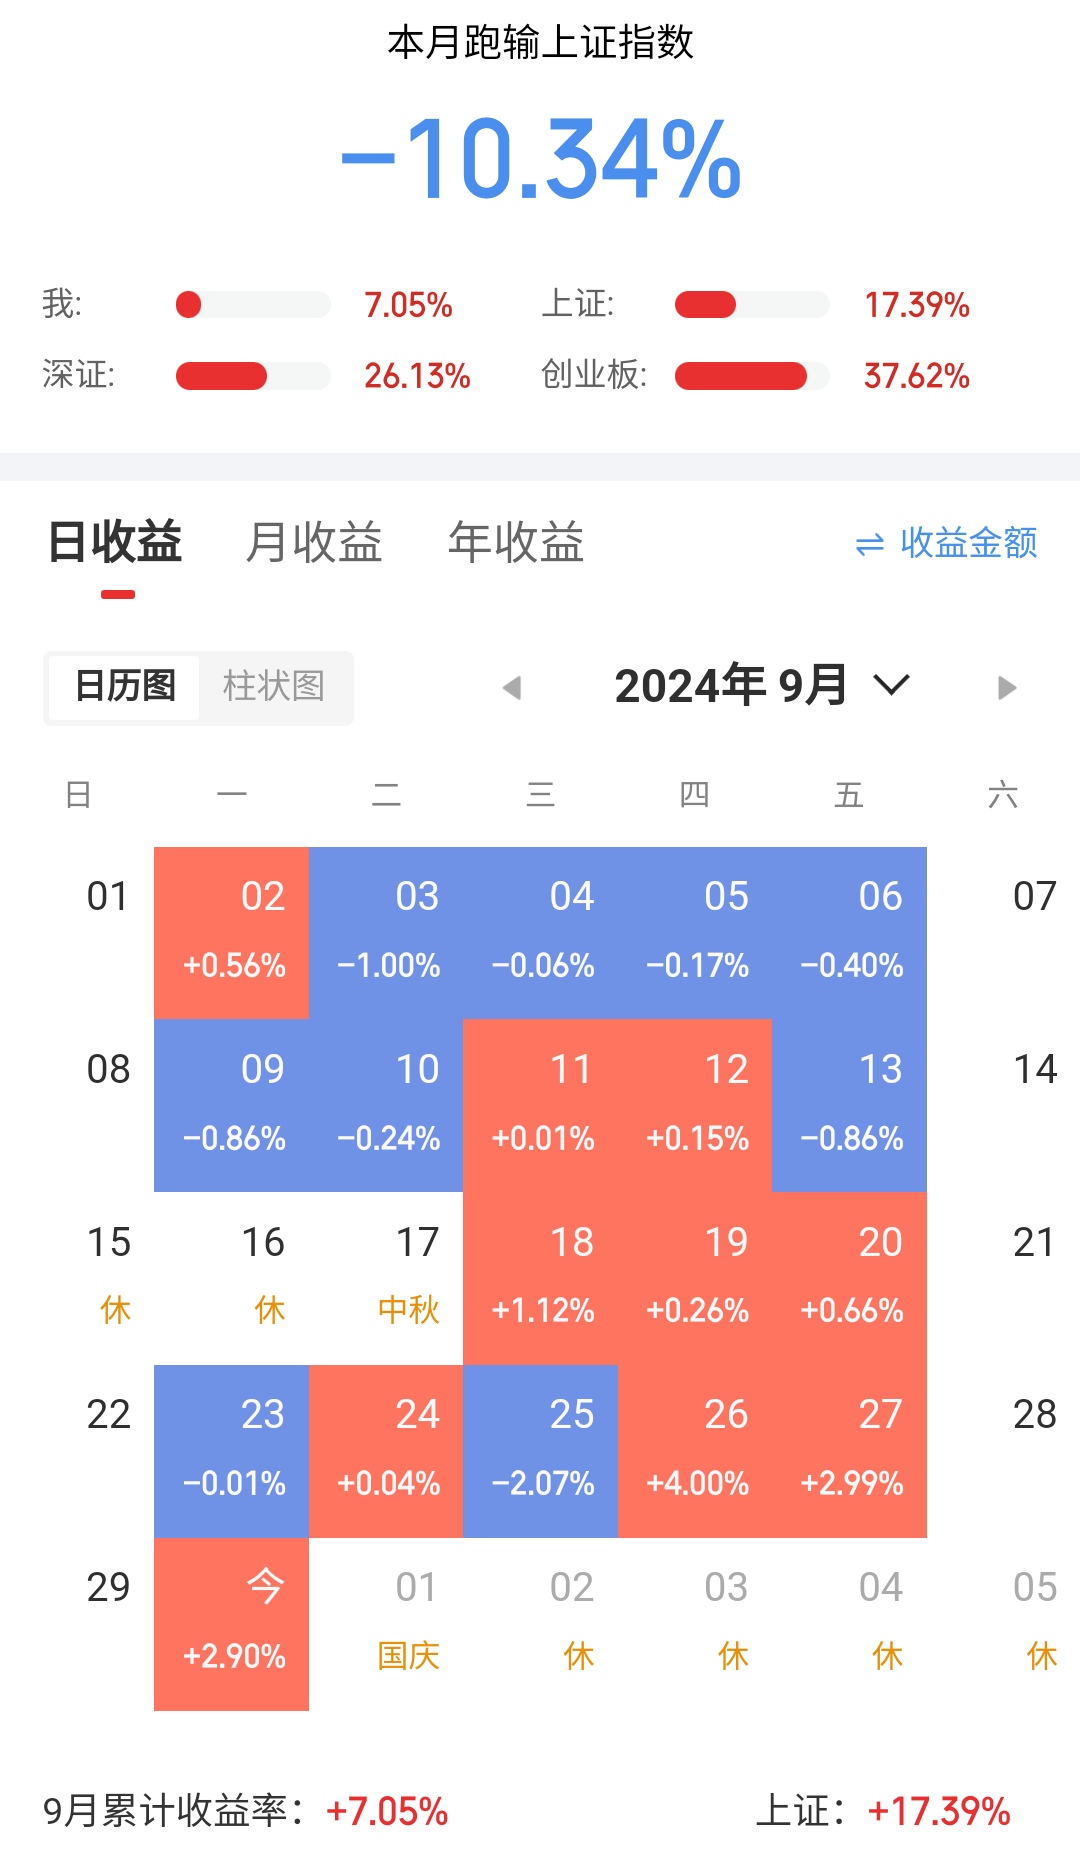 本月跑输上证指数
-10.34%
我: 7.05% 上证: 17.39%
深证: 26.13% 创业板: 37.62%
日收益 月收益 年收益 ⇌ 收益金额
日历图 柱状图 2024年 9月
日 一 二 三 四 五 六
01 02 03 04 05 06 07
+0.56% -1.00% -0.06% -0.17% -0.40%
08 09 10 11 12 13 14
-0.86% -0.24% +0.01% +0.15% -0.86%
15 16 17 18 19 20 21
休 休 中秋 +1.12% +0.26% +0.66%
22 23 24 25 26 27 28
-0.01% +0.04% -2.07% +4.00% +2.99%
29 今 01 02 03 04 05
+2.90% 国庆 休 休 休 休
9月累计收益率：+7.05% 上证：+17.39%